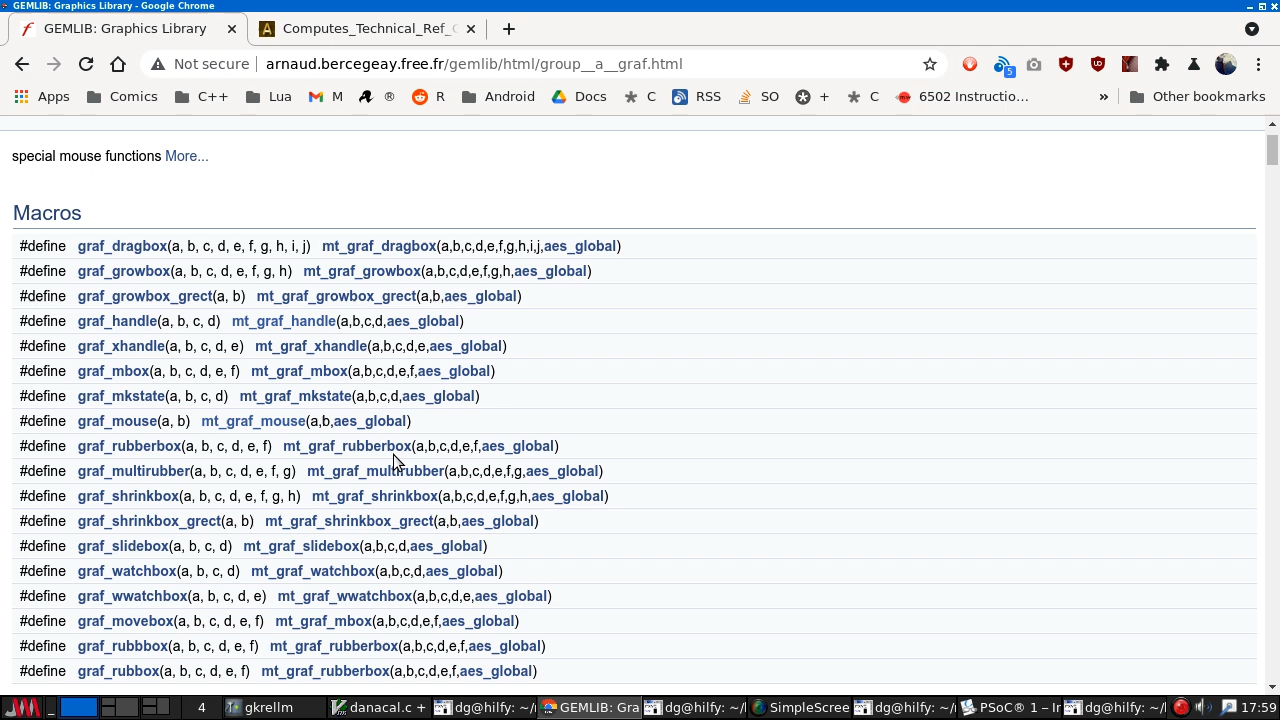 GEMLIB: Graphics Library - Google Chrome
GEMLIB: Graphics Library
Computes_Technical_Ref_
Not secure
arnaud.bercegeay.free.fr/gemlib/html/group__a__graf.html
5
Apps Comics C++ Lua M ® R Android Docs C RSS SO + C 6502 Instructio… » Other bookmarks
special mouse functions More...
Macros
#define graf_dragbox(a, b, c, d, e, f, g, h, i, j) mt_graf_dragbox(a,b,c,d,e,f,g,h,i,j,aes_global)
#define graf_growbox(a, b, c, d, e, f, g, h) mt_graf_growbox(a,b,c,d,e,f,g,h,aes_global)
#define graf_growbox_grect(a, b) mt_graf_growbox_grect(a,b,aes_global)
#define graf_handle(a, b, c, d) mt_graf_handle(a,b,c,d,aes_global)
#define graf_xhandle(a, b, c, d, e) mt_graf_xhandle(a,b,c,d,e,aes_global)
#define graf_mbox(a, b, c, d, e, f) mt_graf_mbox(a,b,c,d,e,f,aes_global)
#define graf_mkstate(a, b, c, d) mt_graf_mkstate(a,b,c,d,aes_global)
#define graf_mouse(a, b) mt_graf_mouse(a,b,aes_global)
#define graf_rubberbox(a, b, c, d, e, f) mt_graf_rubberbox(a,b,c,d,e,f,aes_global)
#define graf_multirubber(a, b, c, d, e, f, g) mt_graf_multirubber(a,b,c,d,e,f,g,aes_global)
#define graf_shrinkbox(a, b, c, d, e, f, g, h) mt_graf_shrinkbox(a,b,c,d,e,f,g,h,aes_global)
#define graf_shrinkbox_grect(a, b) mt_graf_shrinkbox_grect(a,b,aes_global)
#define graf_slidebox(a, b, c, d) mt_graf_slidebox(a,b,c,d,aes_global)
#define graf_watchbox(a, b, c, d) mt_graf_watchbox(a,b,c,d,aes_global)
#define graf_wwatchbox(a, b, c, d, e) mt_graf_wwatchbox(a,b,c,d,e,aes_global)
#define graf_movebox(a, b, c, d, e, f) mt_graf_mbox(a,b,c,d,e,f,aes_global)
#define graf_rubbbox(a, b, c, d, e, f) mt_graf_rubberbox(a,b,c,d,e,f,aes_global)
#define graf_rubbox(a, b, c, d, e, f) mt_graf_rubberbox(a,b,c,d,e,f,aes_global)
4 gkrellm danacal.c + dg@hilfy: ~/ GEMLIB: Gra dg@hilfy: ~/ dg@hilfy: ~/ SimpleScree dg@hilfy: ~/ PSoC® 1 – Ir dg@hilfy: ~/ 17:59